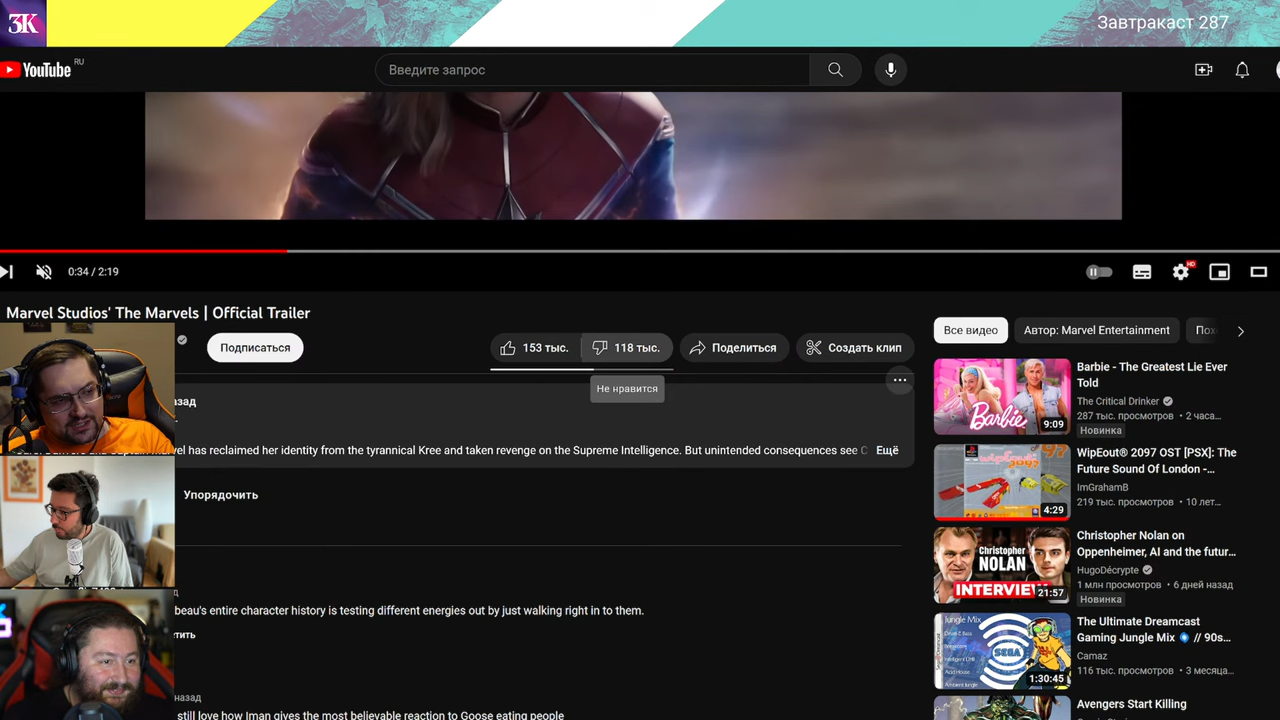 3K
Завтракаст 287
YouTube RU
Введите запрос
0:34 / 2:19
HD
Marvel Studios' The Marvels | Official Trailer
Подписаться
153 тыс.
118 тыс.
Поделиться
Создать клип
Не нравится
has reclaimed her identity from the tyrannical Kree and taken revenge on the Supreme Intelligence. But unintended consequences see
Ещё
Упорядочить
beau's entire character history is testing different energies out by just walking right in to them.
назад
still love how Iman gives the most believable reaction to Goose eating people
Все видео
Автор: Marvel Entertainment
Пох
Barbie - The Greatest Lie Ever
Told
The Critical Drinker
287 тыс. просмотров • 2 часа...
Новинка
Barbie
9:09
WipEout® 2097 OST [PSX]: The
Future Sound Of London -...
ImGrahamB
219 тыс. просмотров • 10 лет...
4:29
Christopher Nolan on
Oppenheimer, AI and the futur...
HugoDécrypte
1 млн просмотров • 6 дней назад
Новинка
Christopher
NOLAN
INTERVIEW
21:57
The Ultimate Dreamcast
Gaming Jungle Mix // 90s...
Camaz
116 тыс. просмотров • 3 месяца...
Jungle Mix
SEGA
1:30:45
Avengers Start Killing